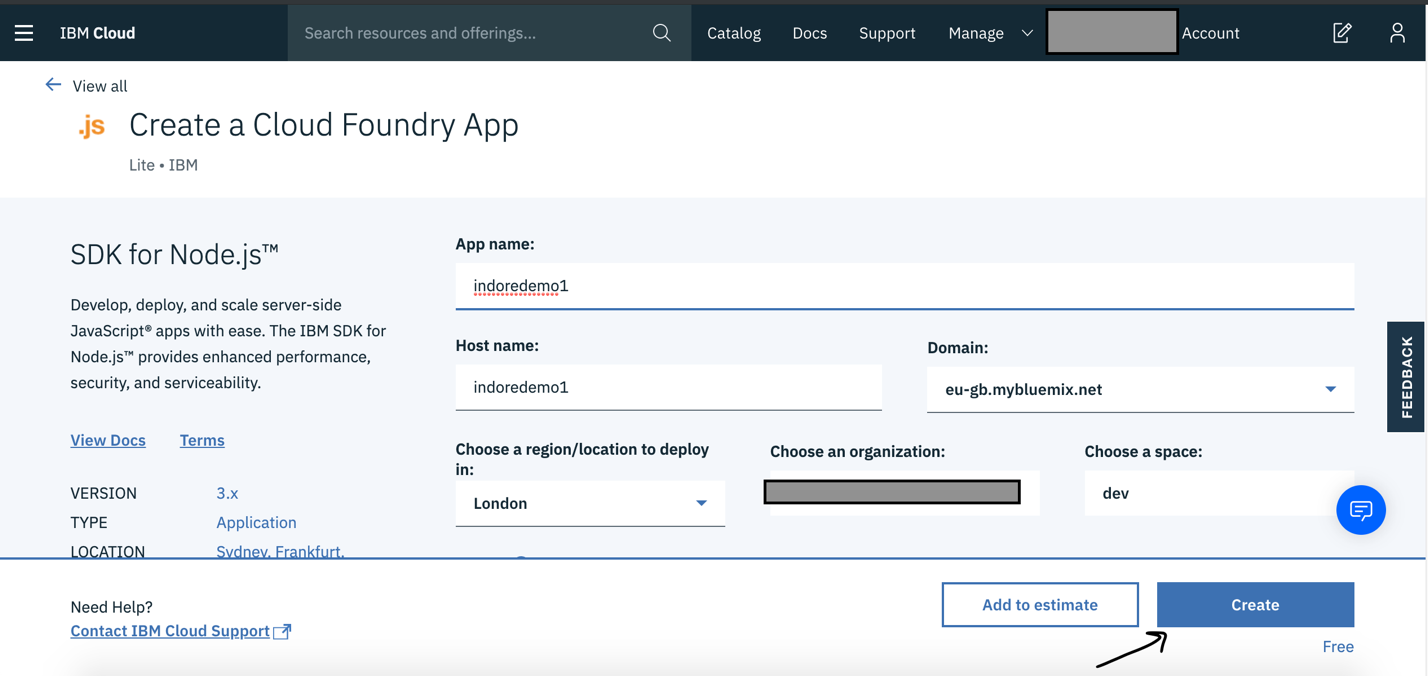 IBM Cloud
Search resources and offerings...
Catalog
Docs
Support
Manage
Account
View all
.js
Create a Cloud Foundry App
Lite • IBM
SDK for Node.js™
Develop, deploy, and scale server-side
JavaScript® apps with ease. The IBM SDK for
Node.js™ provides enhanced performance,
security, and serviceability.
View Docs
Terms
VERSION 3.x
TYPE Application
LOCATION Sydney, Frankfurt,
App name:
indoredemo1
Host name:
indoredemo1
Domain:
eu-gb.mybluemix.net
Choose a region/location to deploy
in:
London
Choose an organization:
Choose a space:
dev
FEEDBACK
Need Help?
Contact IBM Cloud Support
Add to estimate
Create
Free